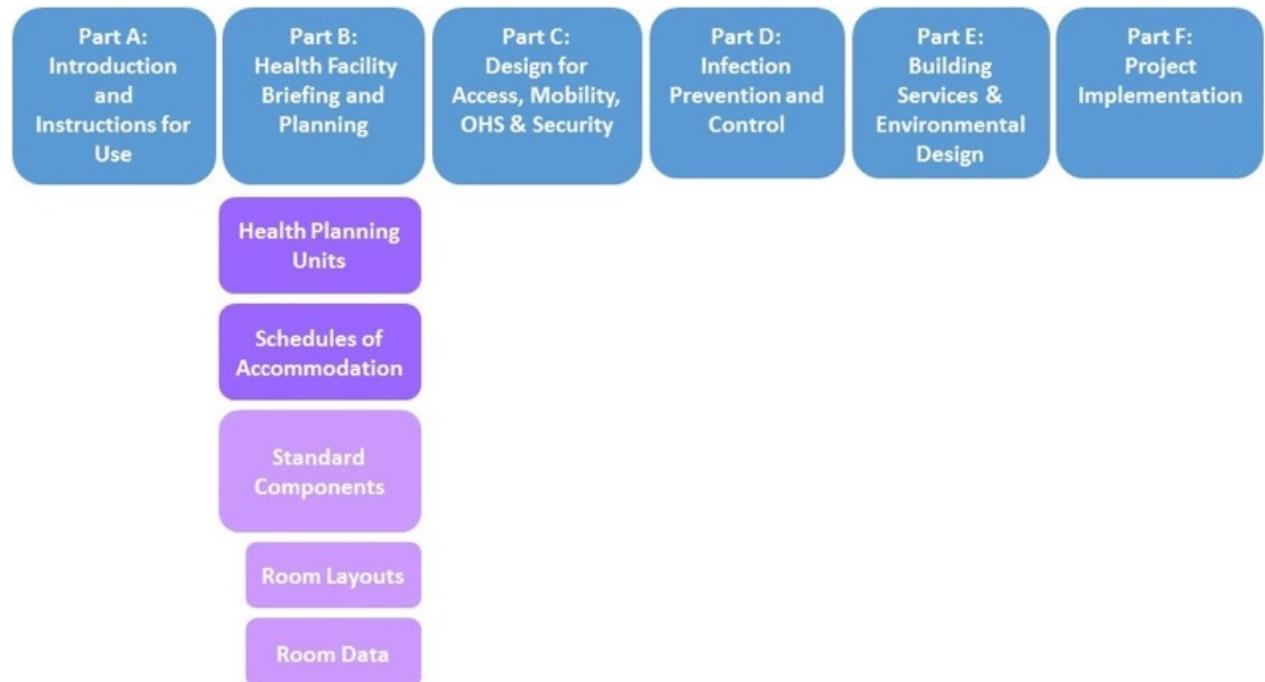 Part A:
Introduction
and
Instructions for
Use
Part B:
Health Facility
Briefing and
Planning
Part C:
Design for
Access, Mobility,
OHS & Security
Part D:
Infection
Prevention and
Control
Part E:
Building
Services &
Environmental
Design
Part F:
Project
Implementation
Health Planning
Units
Schedules of
Accommodation
Standard
Components
Room Layouts
Room Data